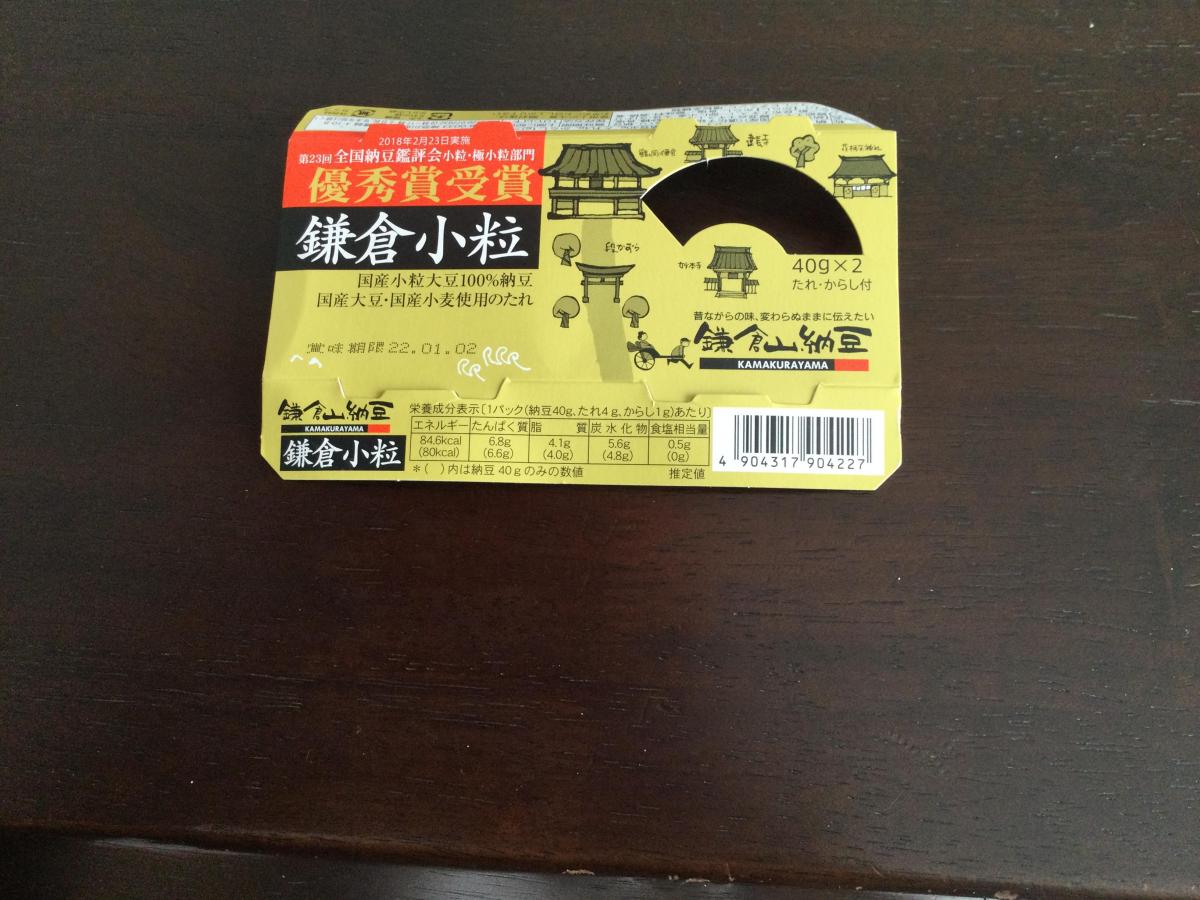 2018年2月23日実施
第23回 全国納豆鑑評会 小粒・極小粒部門
優秀賞受賞
鎌倉小粒
国産小粒大豆100%納豆
国産大豆・国産小麦使用のたれ
賞味期限 22.01.02
段かずら
妙本寺
40g×2
たれ・からし付
昔ながらの味、変わらぬままに伝えたい
鎌倉山納豆
KAMAKURAYAMA
鎌倉山納豆
KAMAKURAYAMA
鎌倉小粒
栄養成分表示〔1パック(納豆40g、たれ4g、からし1g)あたり〕
エネルギー たんぱく質 脂質 炭水化物 食塩相当量
84.6kcal 6.8g 4.1g 5.6g 0.5g
(80kcal) (6.6g) (4.0g) (4.8g) (0g)
*( )内は納豆40gのみの数値 推定値
4 904317 904227